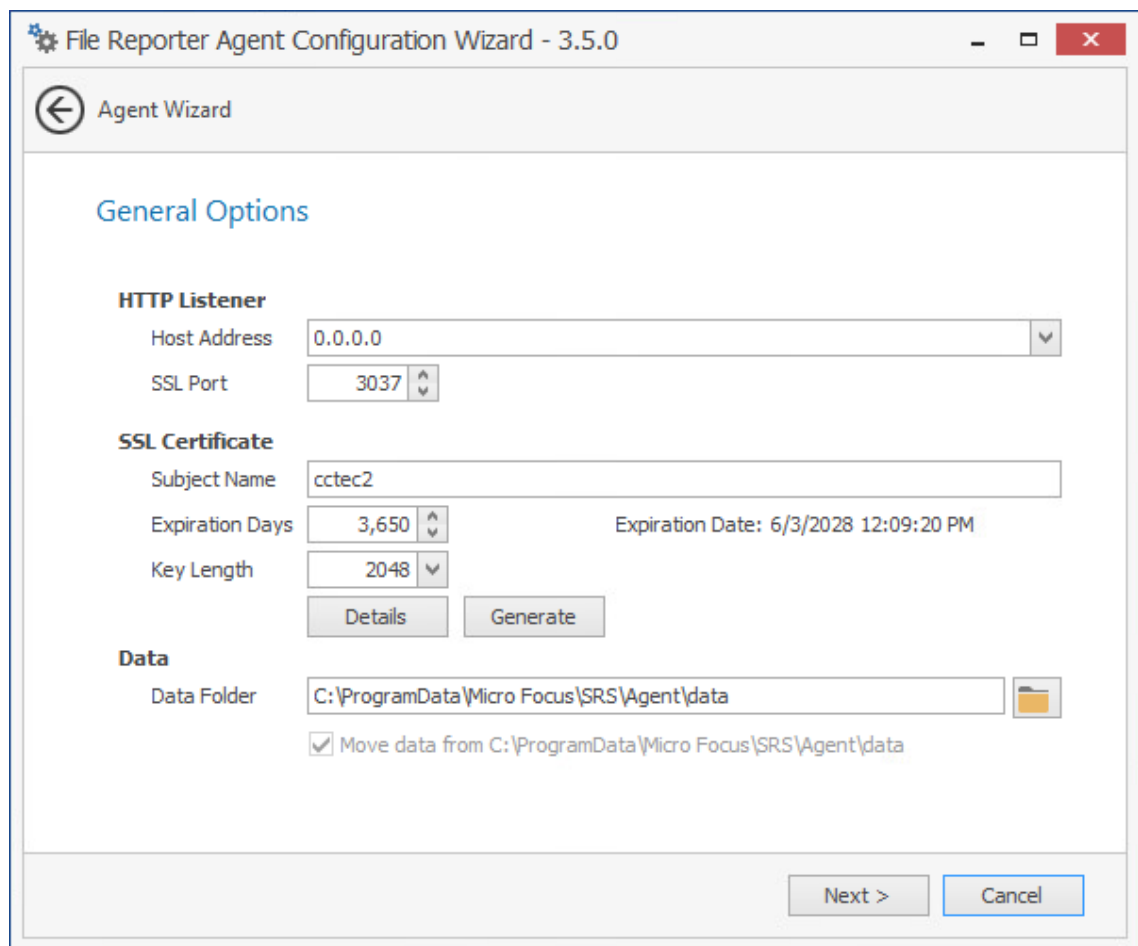 File Reporter Agent Configuration Wizard - 3.5.0
Agent Wizard
General Options
HTTP Listener
Host Address 0.0.0.0
SSL Port 3037
SSL Certificate
Subject Name cctec2
Expiration Days 3,650 Expiration Date: 6/3/2028 12:09:20 PM
Key Length 2048
Details Generate
Data
Data Folder C:\ProgramData\Micro Focus\SRS\Agent\data
Move data from C:\ProgramData\Micro Focus\SRS\Agent\data
Next > Cancel